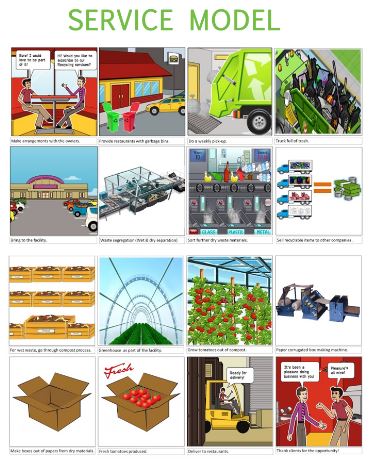 SERVICE MODEL
Sure! I would
love to be part
of it!
Hi! Would you like to
subscribe to our
Recycling services?
Make arrangements with the owners.
Provide restaurants with garbage bins.
Do a weekly pick-up.
Truck full of trash.
Bring to the facility.
Waste segregation (Wet & dry separation)
GLASS PLASTIC METAL
Sort further dry waste materials.
Sell recyclable items to other companies.
For wet waste, go through compost process.
Greenhouse as part of the facility.
Grow tomatoes out of compost.
Paper corrugated box making machine.
Make boxes out of papers from dry materials.
Fresh
Fresh tomatoes produced.
Ready for
delivery!
Deliver to restaurants.
It's been a
pleasure doing
business with you
Pleasure's
all mine!
Thank clients for the opportunity!